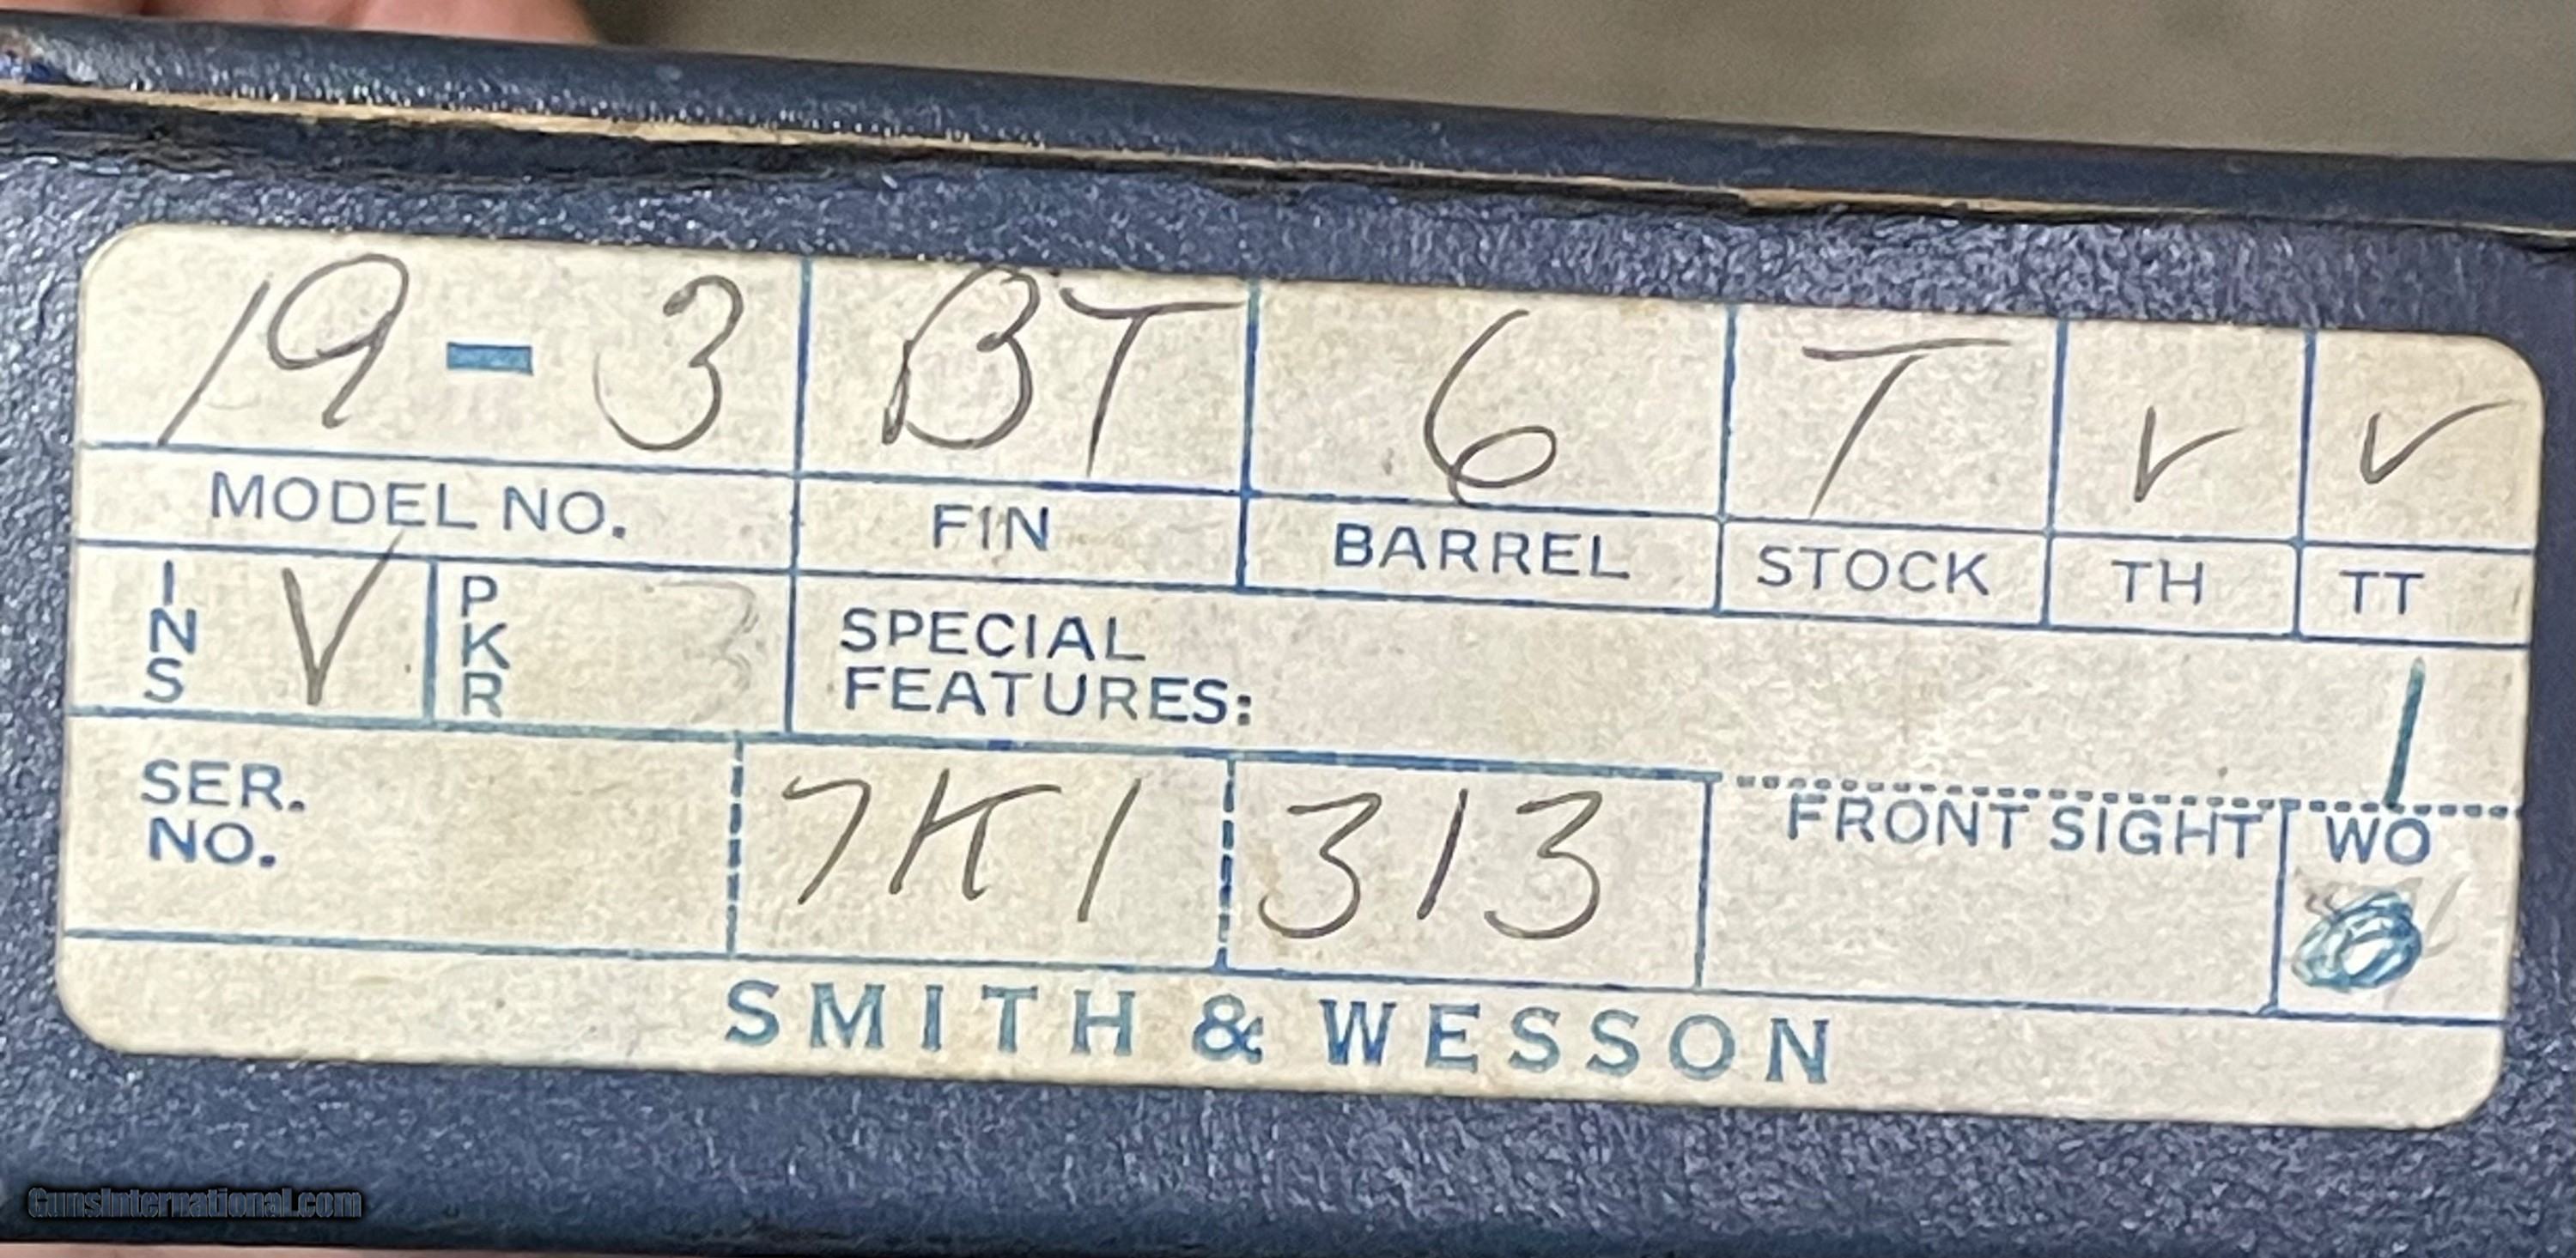 19-3 BT 6 T ✓ ✓
MODEL NO. FIN BARREL STOCK TH TT
INS V PKR 3 SPECIAL
FEATURES:
SER.
NO. 7K1 313 FRONT SIGHT WO
SMITH & WESSON
GunsInternational.com